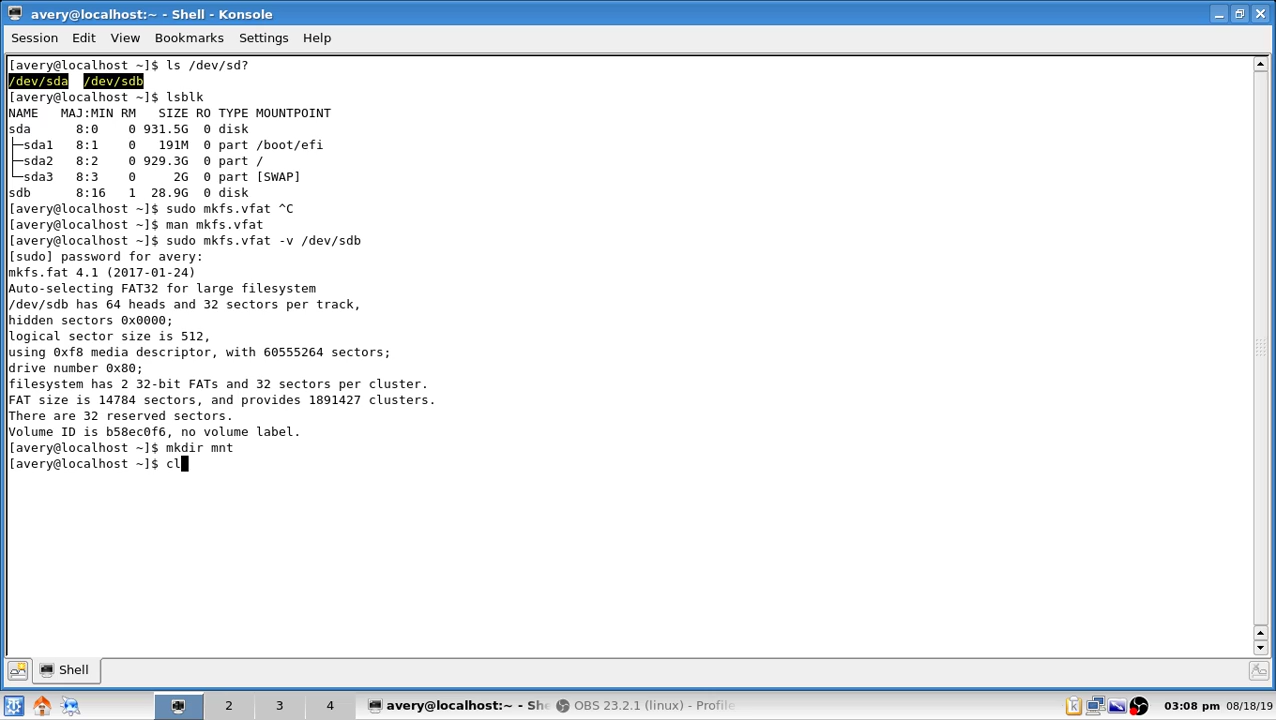 avery@localhost:~ - Shell - Konsole
Session Edit View Bookmarks Settings Help
[avery@localhost ~]$ ls /dev/sd?
/dev/sda  /dev/sdb
[avery@localhost ~]$ lsblk
NAME   MAJ:MIN RM   SIZE RO TYPE MOUNTPOINT
sda      8:0    0 931.5G  0 disk
├─sda1   8:1    0   191M  0 part /boot/efi
├─sda2   8:2    0 929.3G  0 part /
└─sda3   8:3    0     2G  0 part [SWAP]
sdb      8:16   1  28.9G  0 disk
[avery@localhost ~]$ sudo mkfs.vfat ^C
[avery@localhost ~]$ man mkfs.vfat
[avery@localhost ~]$ sudo mkfs.vfat -v /dev/sdb
[sudo] password for avery:
mkfs.fat 4.1 (2017-01-24)
Auto-selecting FAT32 for large filesystem
/dev/sdb has 64 heads and 32 sectors per track,
hidden sectors 0x0000;
logical sector size is 512,
using 0xf8 media descriptor, with 60555264 sectors;
drive number 0x80;
filesystem has 2 32-bit FATs and 32 sectors per cluster.
FAT size is 14784 sectors, and provides 1891427 clusters.
There are 32 reserved sectors.
Volume ID is b58ec0f6, no volume label.
[avery@localhost ~]$ mkdir mnt
[avery@localhost ~]$ cl
Shell
2 3 4 avery@localhost:~ - She OBS 23.2.1 (linux) - Profile 03:08 pm 08/18/19